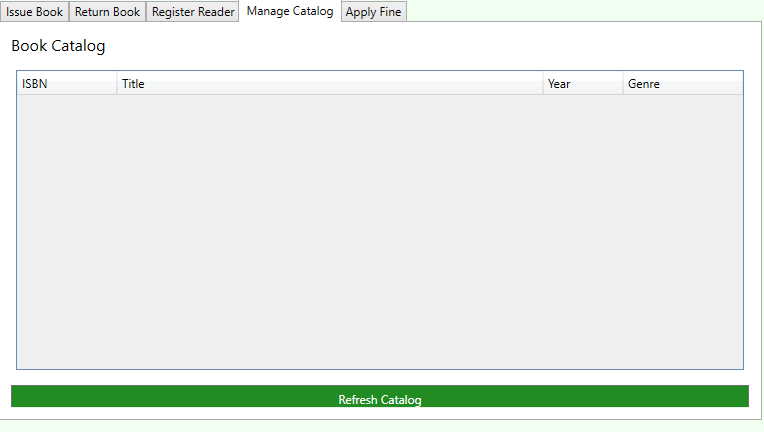 Issue Book Return Book Register Reader Manage Catalog Apply Fine
Book Catalog
ISBN Title Year Genre
Refresh Catalog